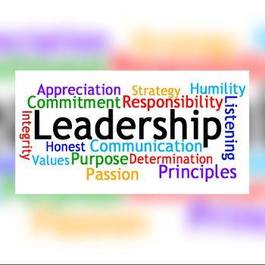 Appreciation Strategy Humility
Commitment Responsibility
Integrity
Leadership
Listening
Honest Communication
Values Purpose Determination
Passion Principles